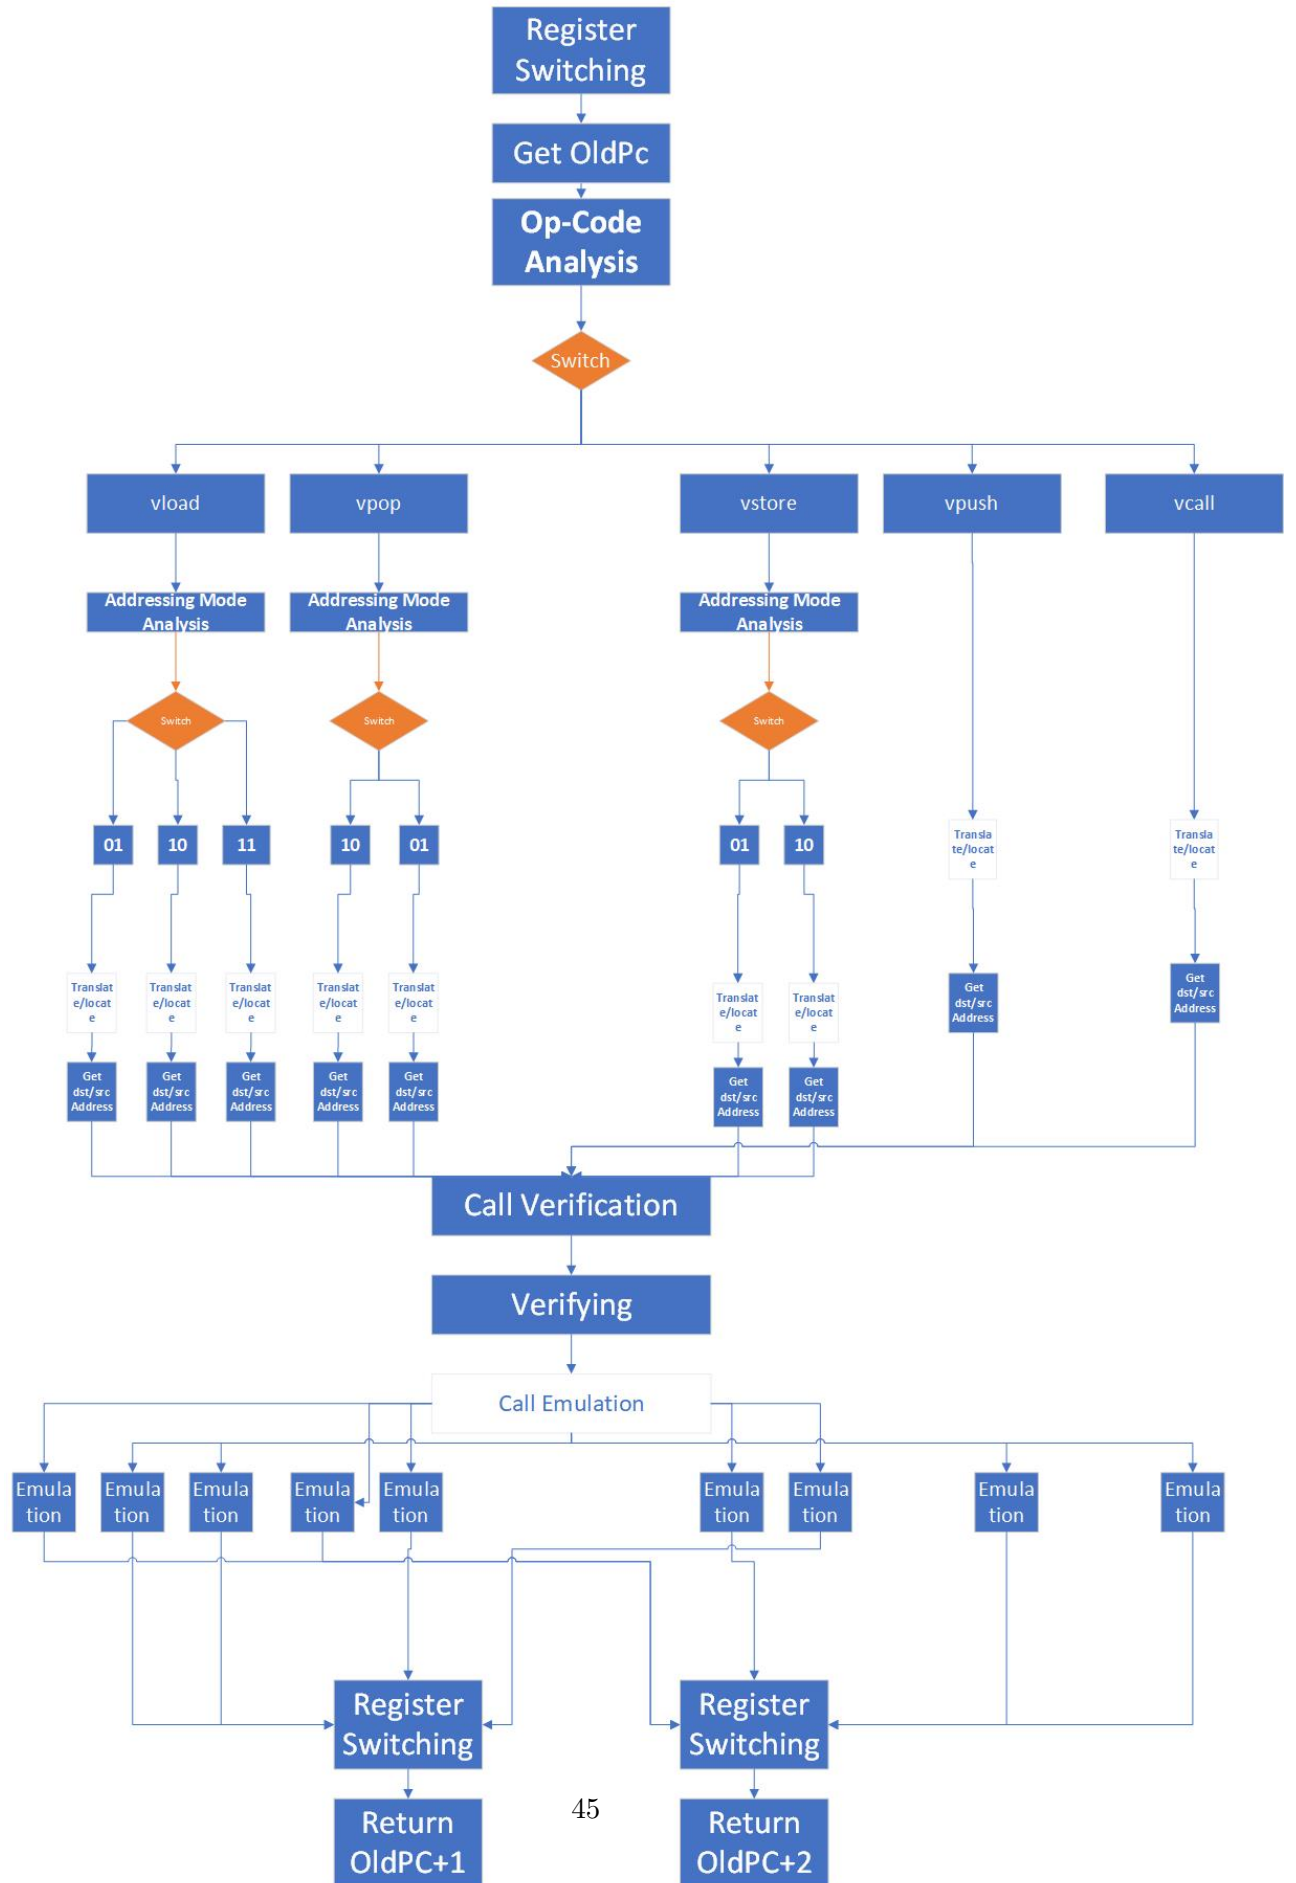 Register
Switching
Get OldPc
Op-Code
Analysis
Switch
vload
vpop
vstore
vpush
vcall
Addressing Mode
Analysis
Addressing Mode
Analysis
Addressing Mode
Analysis
Switch
Switch
Switch
01
10
11
10
01
01
10
Transla
te/locat
e
Transla
te/locat
e
Translat
e/locat
e
Translat
e/locat
e
Translat
e/locat
e
Translat
e/locat
e
Translat
e/locat
e
Translat
e/locat
e
Translat
e/locat
e
Get
dst/src
Address
Get
dst/src
Address
Get
dst/src
Address
Get
dst/src
Address
Get
dst/src
Address
Get
dst/src
Address
Get
dst/src
Address
Get
dst/src
Address
Get
dst/src
Address
Call Verification
Verifying
Call Emulation
Emula
tion
Emula
tion
Emula
tion
Emula
tion
Emula
tion
Emula
tion
Emula
tion
Emula
tion
Emula
tion
Register
Switching
Register
Switching
Return
OldPC+1
45
Return
OldPC+2